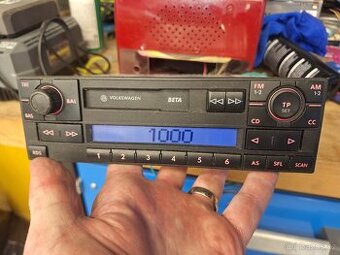 VOLKSWAGEN BETA
FM 1-2
AM 1-2
TP SET
BAS
BAL
CD
CC
1000
1 2 3 4 5 6
AS SFL SCAN